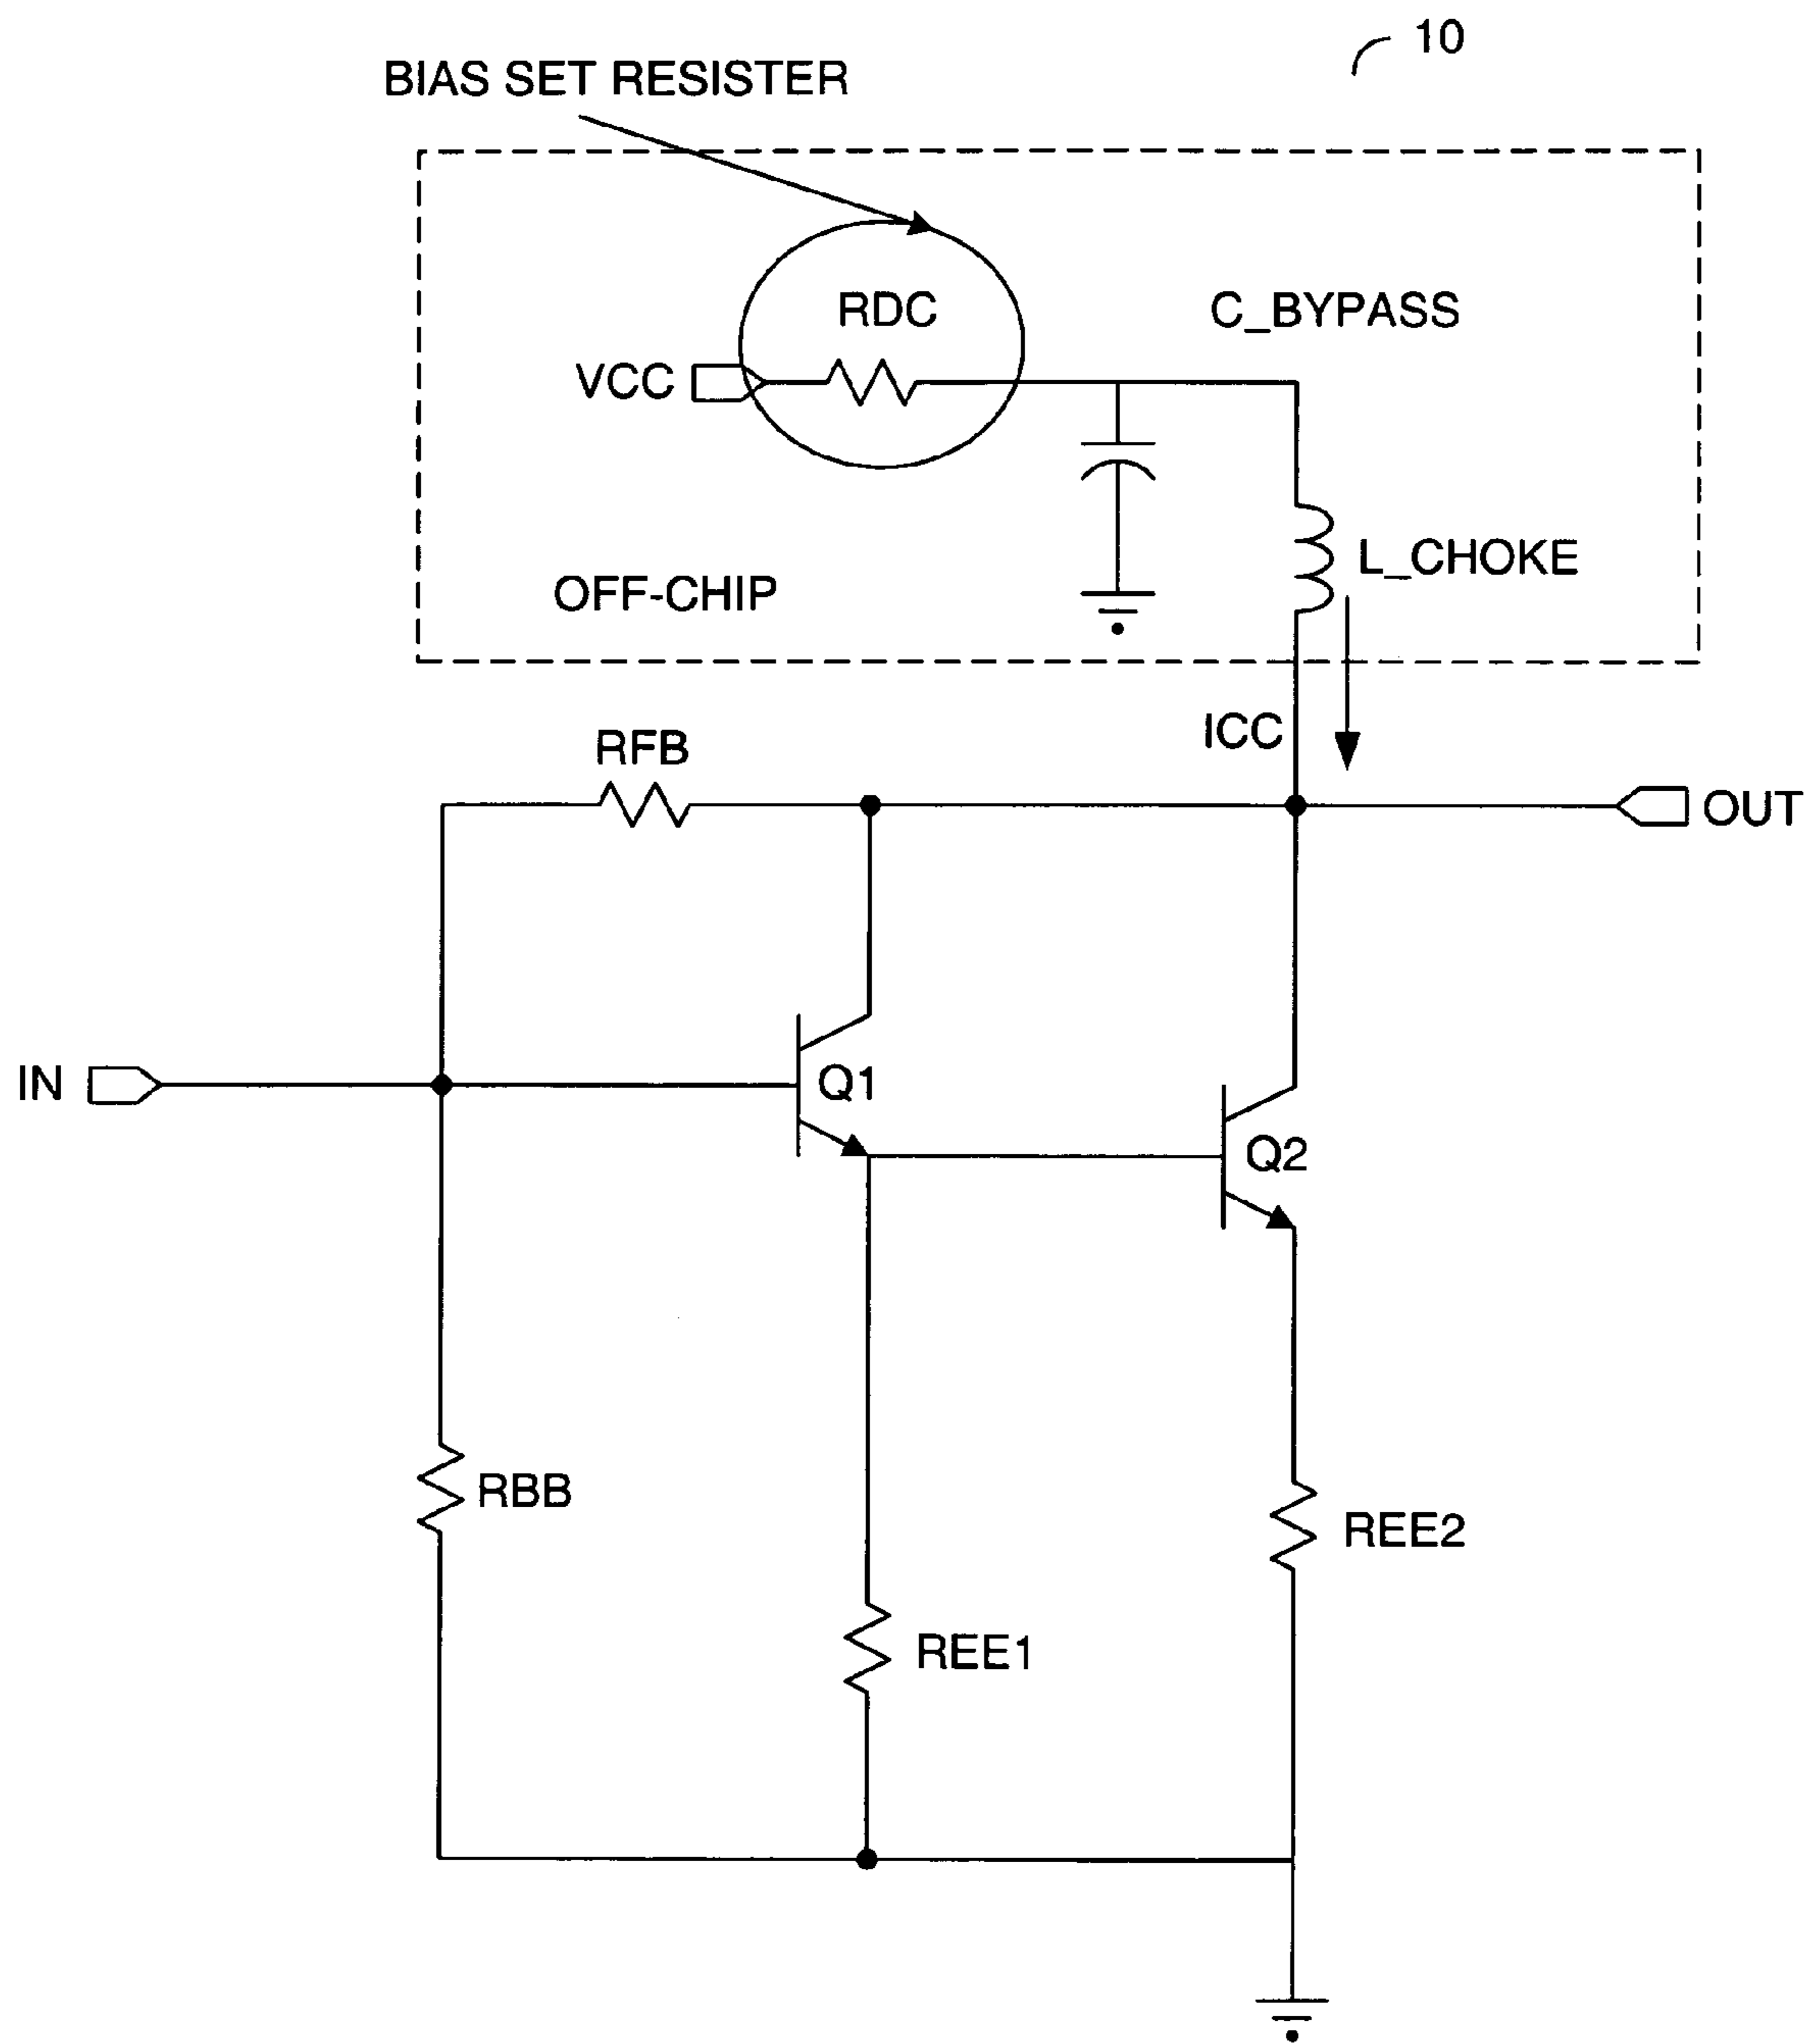 10
BIAS SET RESISTER
RDC
C_BYPASS
VCC
L_CHOKE
OFF-CHIP
ICC
RFB
OUT
IN
Q1
Q2
RBB
REE2
REE1